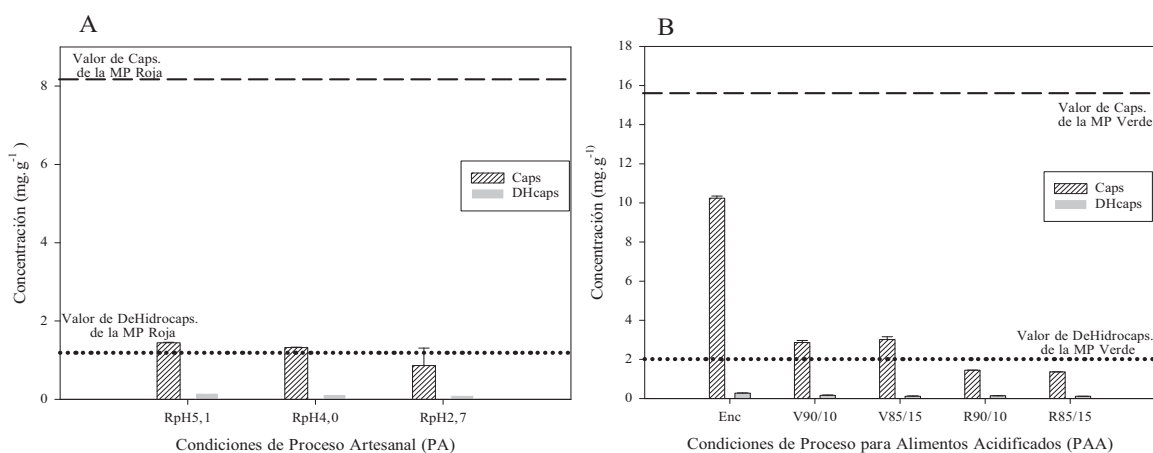 A
Concentración (mg.g⁻¹)
8
6
4
2
0
Valor de Caps.
de la MP Roja
Caps
DHcaps
Valor de DeHidrocaps.
de la MP Roja
RpH5,1 RpH4,0 RpH2,7
Condiciones de Proceso Artesanal (PA)
B
Concentración (mg.g⁻¹)
18
16
14
12
10
8
6
4
2
0
Valor de Caps.
de la MP Verde
Caps
DHcaps
Valor de DeHidrocaps.
de la MP Verde
Enc V90/10 V85/15 R90/10 R85/15
Condiciones de Proceso para Alimentos Acidificados (PAA)